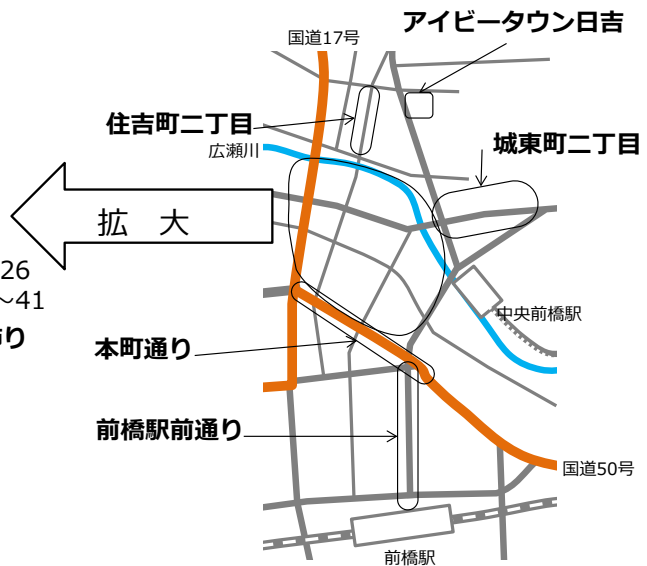 アイビータウン日吉
国道17号
住吉町二丁目
城東町二丁目
広瀬川
拡　大
26
～41
り
中央前橋駅
本町通り
前橋駅前通り
国道50号
前橋駅